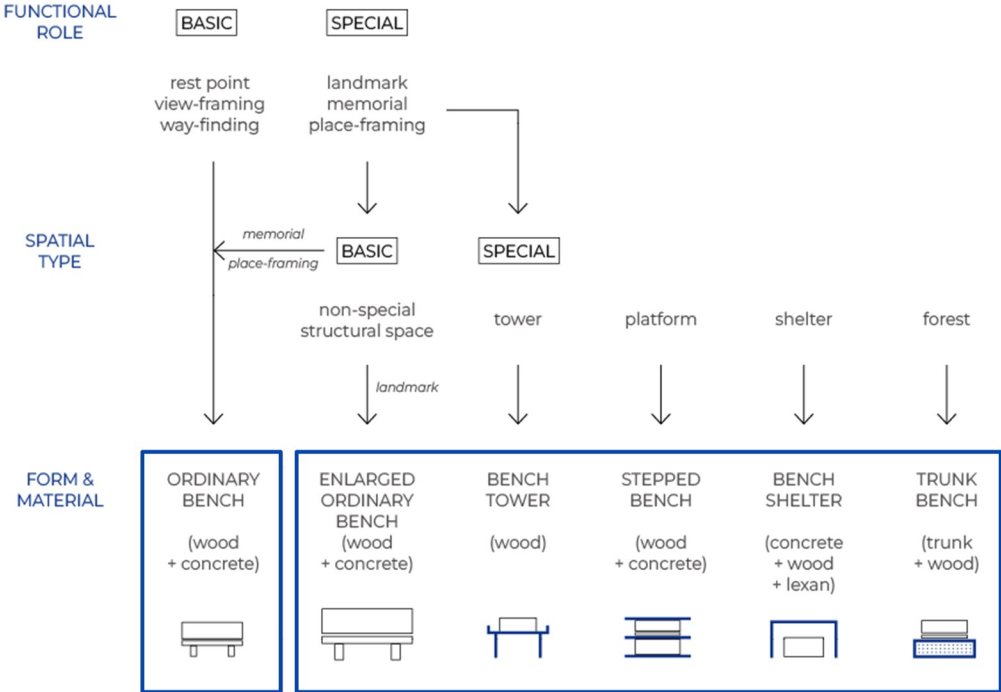 FUNCTIONAL
ROLE
BASIC
SPECIAL
rest point
view-framing
way-finding
landmark
memorial
place-framing
SPATIAL
TYPE
memorial
place-framing
BASIC
SPECIAL
non-special
structural space
tower
platform
shelter
forest
landmark
FORM &
MATERIAL
ORDINARY
BENCH
(wood
+ concrete)
ENLARGED
ORDINARY
BENCH
(wood
+ concrete)
BENCH
TOWER
(wood)
STEPPED
BENCH
(wood
+ concrete)
BENCH
SHELTER
(concrete
+ wood
+ lexan)
TRUNK
BENCH
(trunk
+ wood)